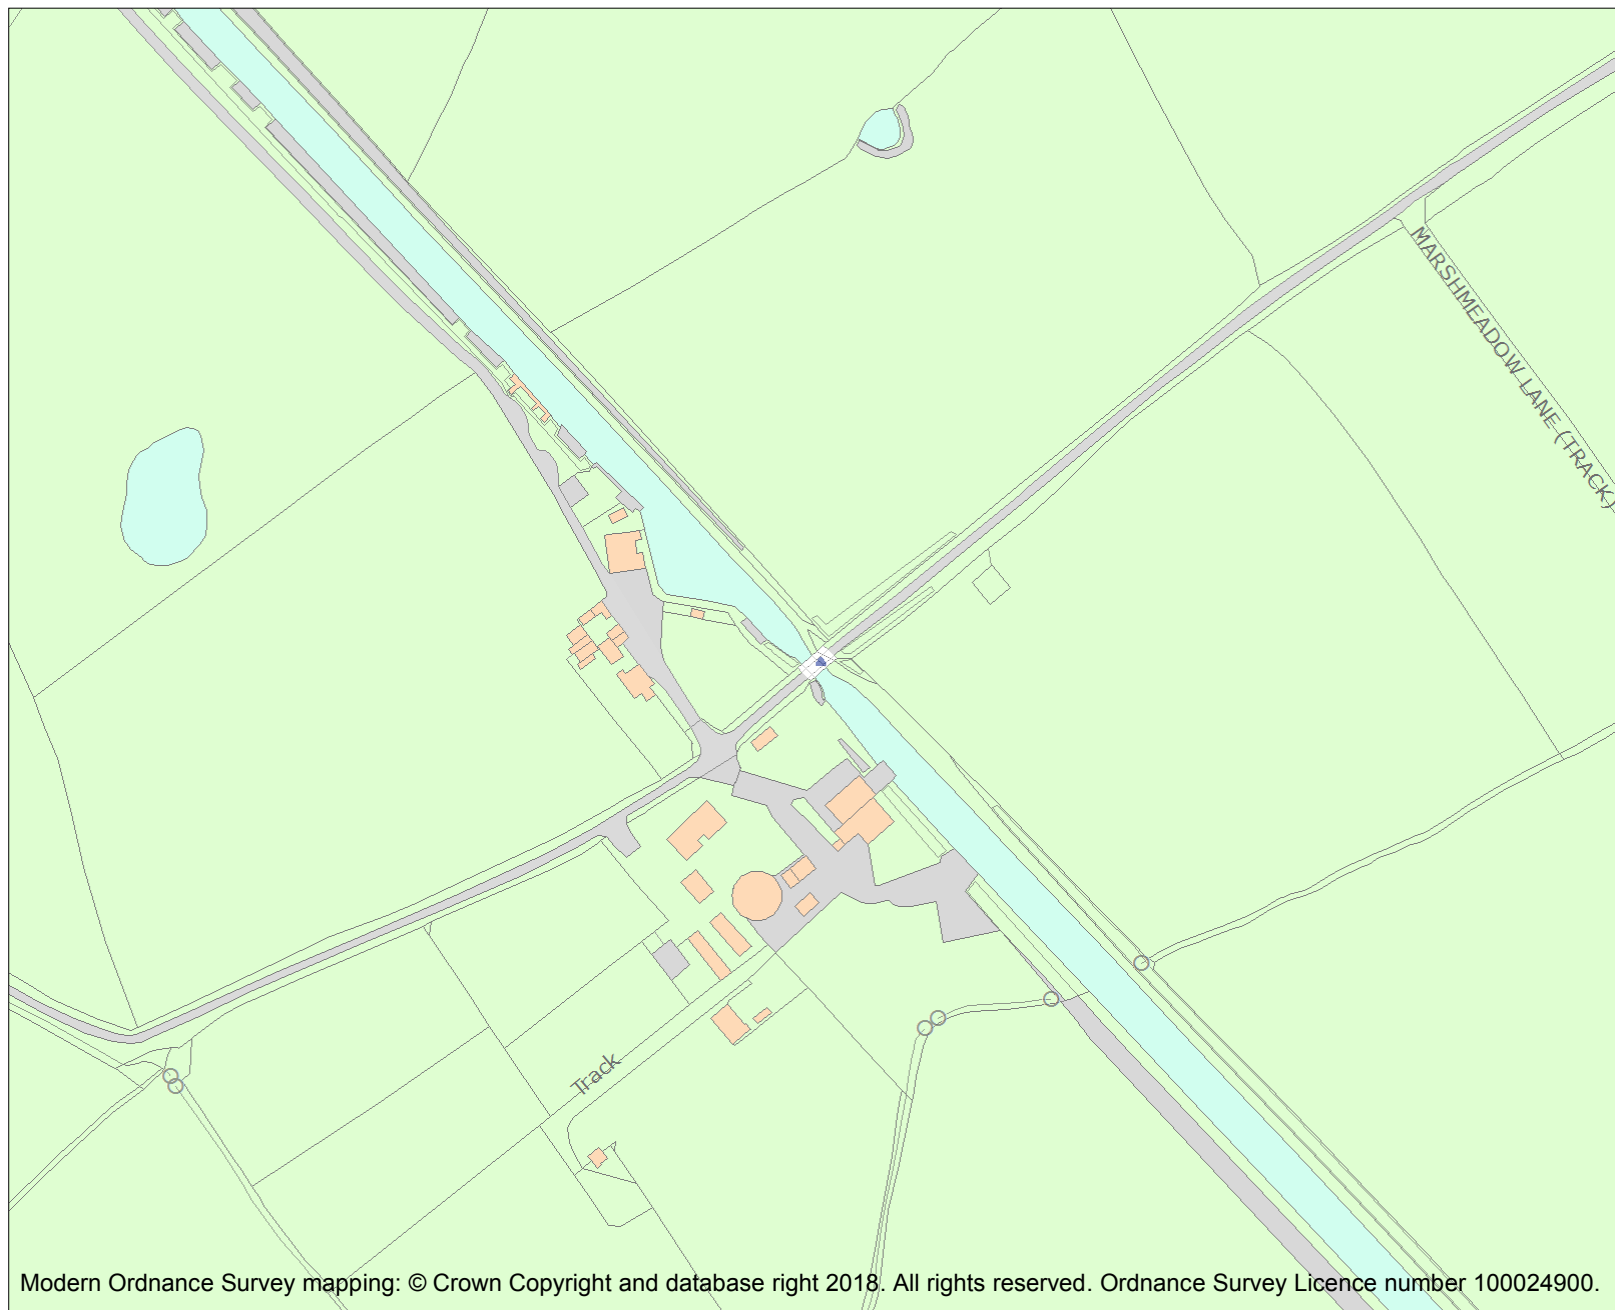 MARSHMEADOW LANE (TRACK)
Track
Modern Ordnance Survey mapping: © Crown Copyright and database right 2018. All rights reserved. Ordnance Survey Licence number 100024900.